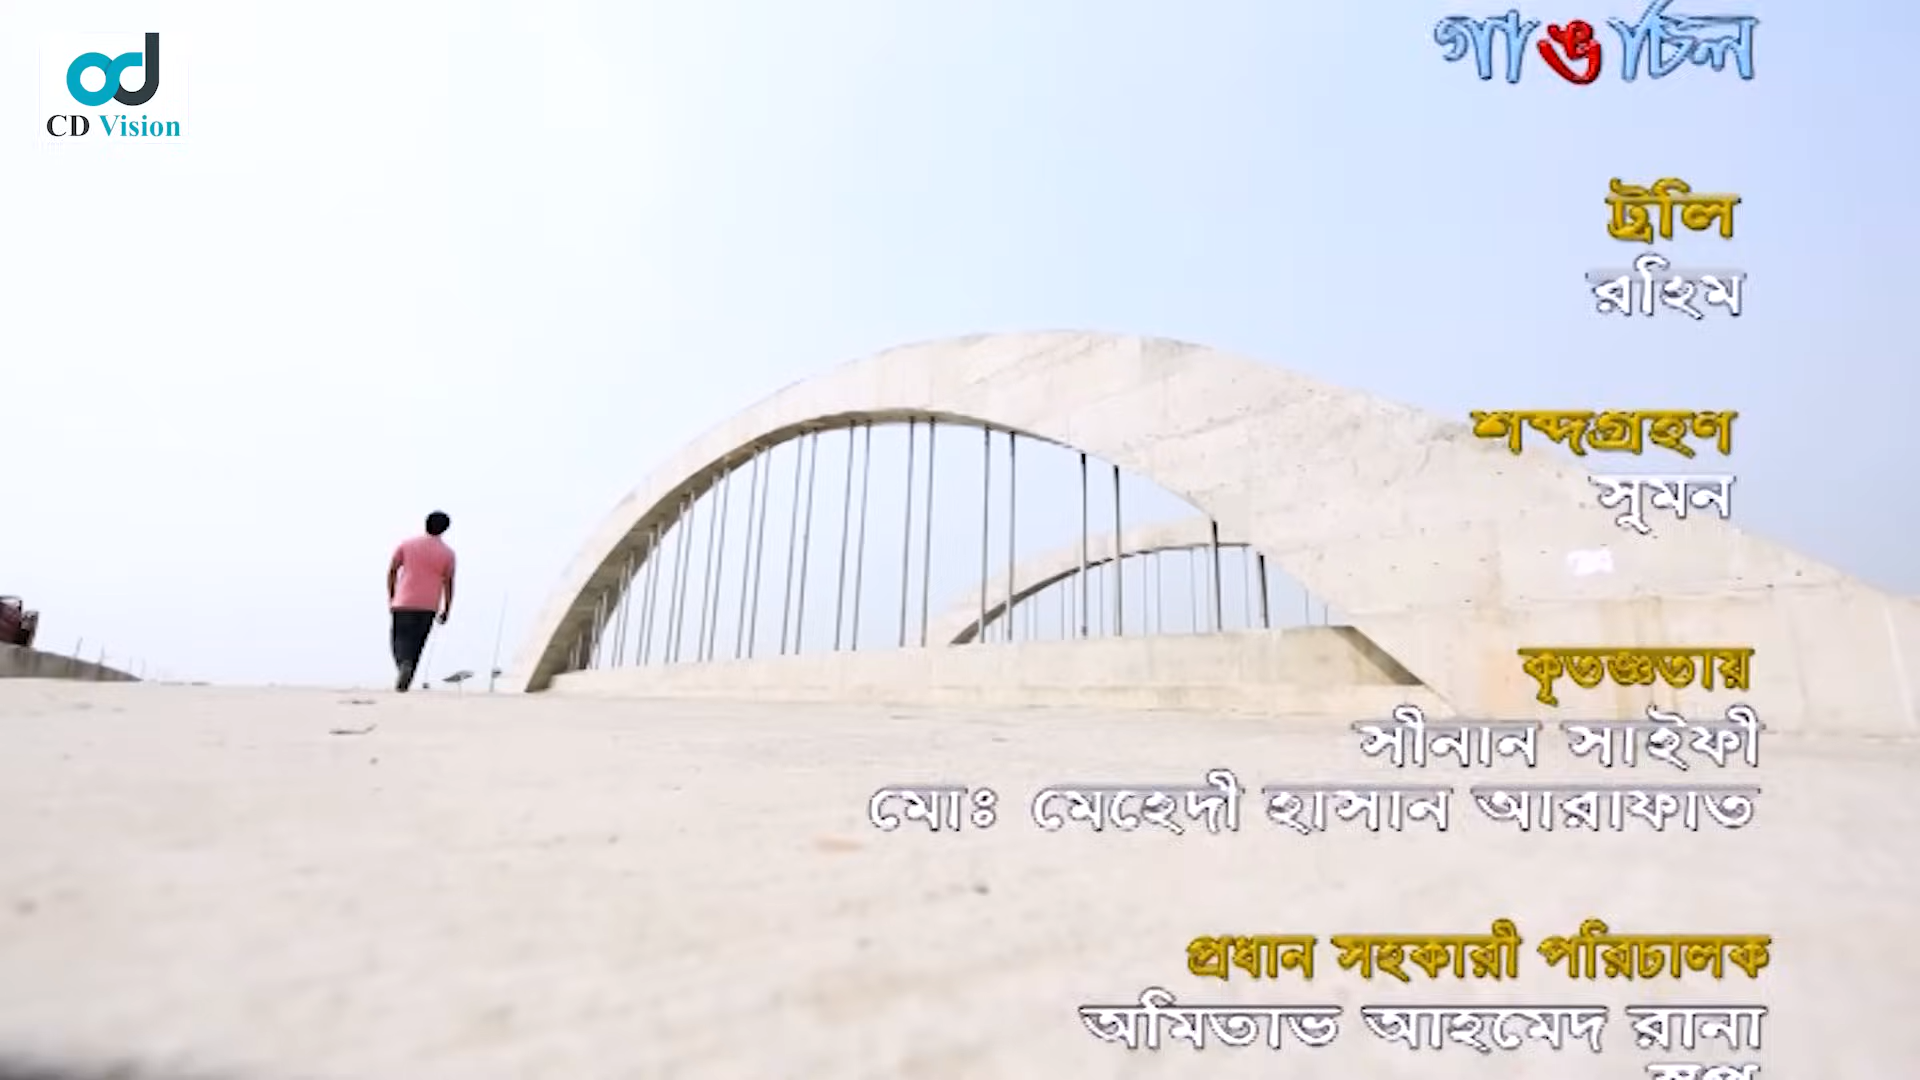 CD Vision
গাঙচিল
ট্রলি
রহিম
শব্দগ্রহণ
সুমন
কৃতজ্ঞতায়
সীনান সাইফী
মোঃ মেহেদী হাসান আরাফাত
প্রধান সহকারী পরিচালক
অমিতাভ আহমেদ রানা